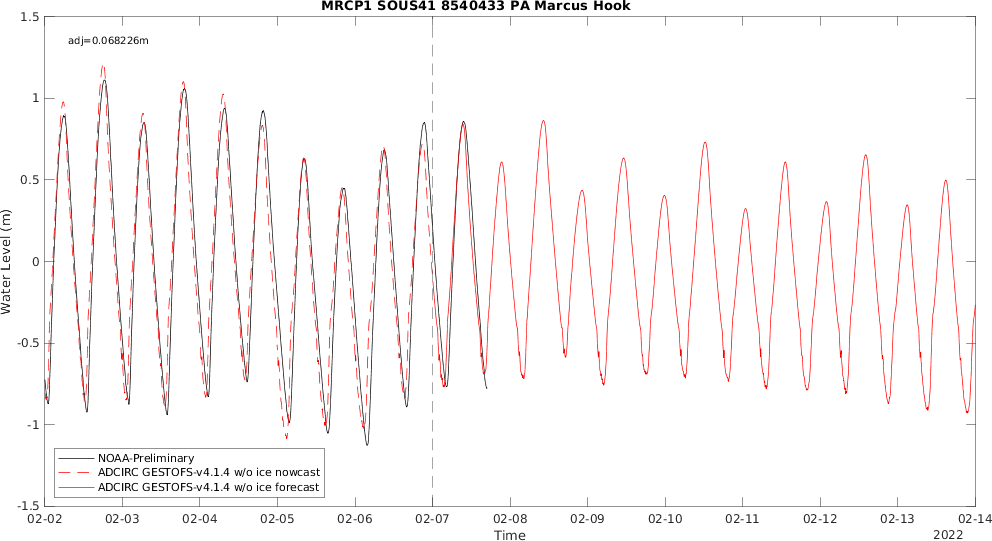 MRCP1 SOUS41 8540433 PA Marcus Hook
adj=0.068226m
1.5
1
0.5
0
-0.5
-1
-1.5
Water Level (m)
NOAA-Preliminary
ADCIRC GESTOFS-v4.1.4 w/o ice nowcast
ADCIRC GESTOFS-v4.1.4 w/o ice forecast
02-02 02-03 02-04 02-05 02-06 02-07 02-08 02-09 02-10 02-11 02-12 02-13 02-14
Time
2022